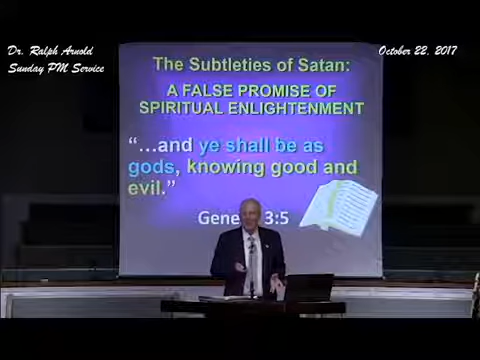 Dr. Ralph Arnold
Sunday PM Service
October 22, 2017
The Subtleties of Satan:
A FALSE PROMISE OF
SPIRITUAL ENLIGHTENMENT
“…and ye shall be as
gods, knowing good and
evil.”
Gene 3:5